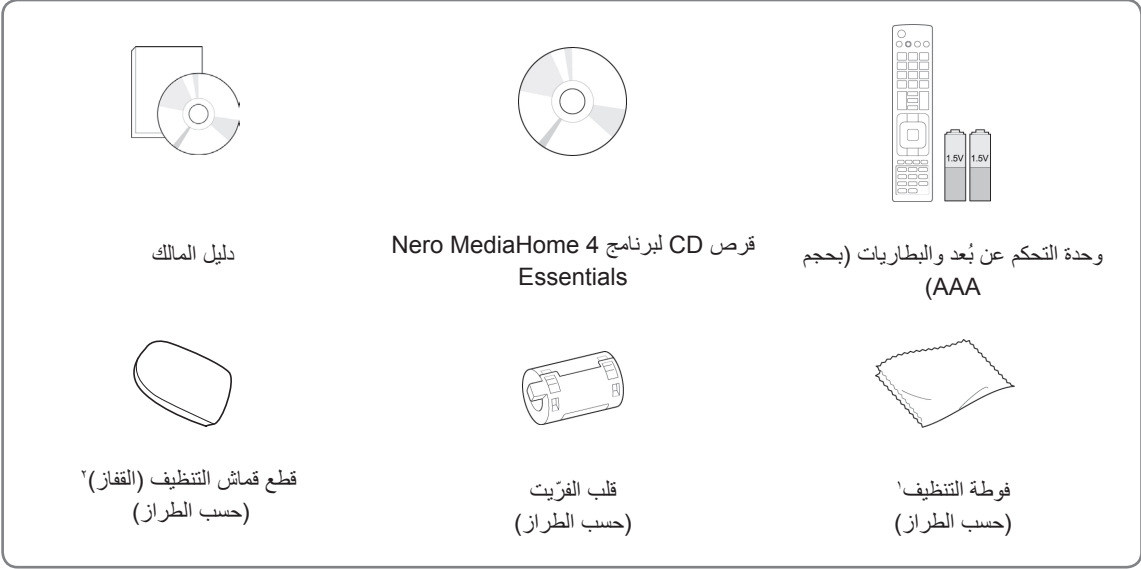 1.5V 1.5V
وحدة التحكم عن بُعد والبطاريات (بحجم
AAA)
قرص CD لبرنامج Nero MediaHome 4
Essentials
دليل المالك
فوطة التنظيف١
(حسب الطراز)
قلب الفرّيت
(حسب الطراز)
قطع قماش التنظيف (القفاز)٢
(حسب الطراز)